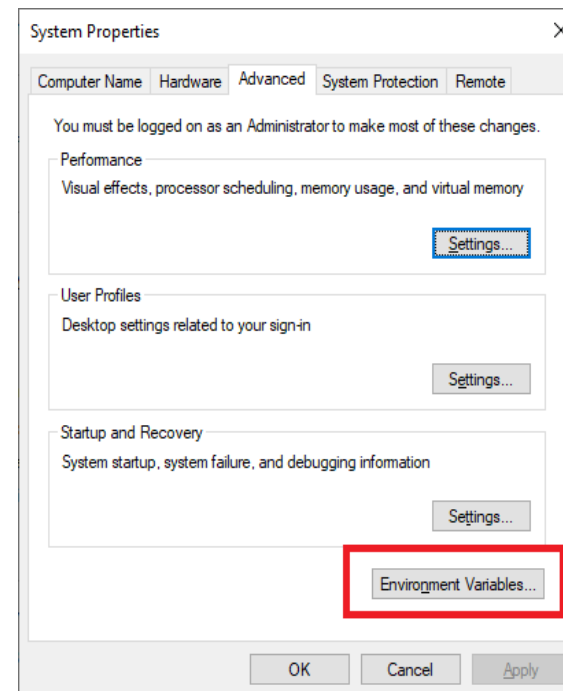 System Properties
Computer Name Hardware Advanced System Protection Remote
You must be logged on as an Administrator to make most of these changes.
Performance
Visual effects, processor scheduling, memory usage, and virtual memory
Settings...
User Profiles
Desktop settings related to your sign-in
Settings...
Startup and Recovery
System startup, system failure, and debugging information
Settings...
Environment Variables...
OK Cancel Apply